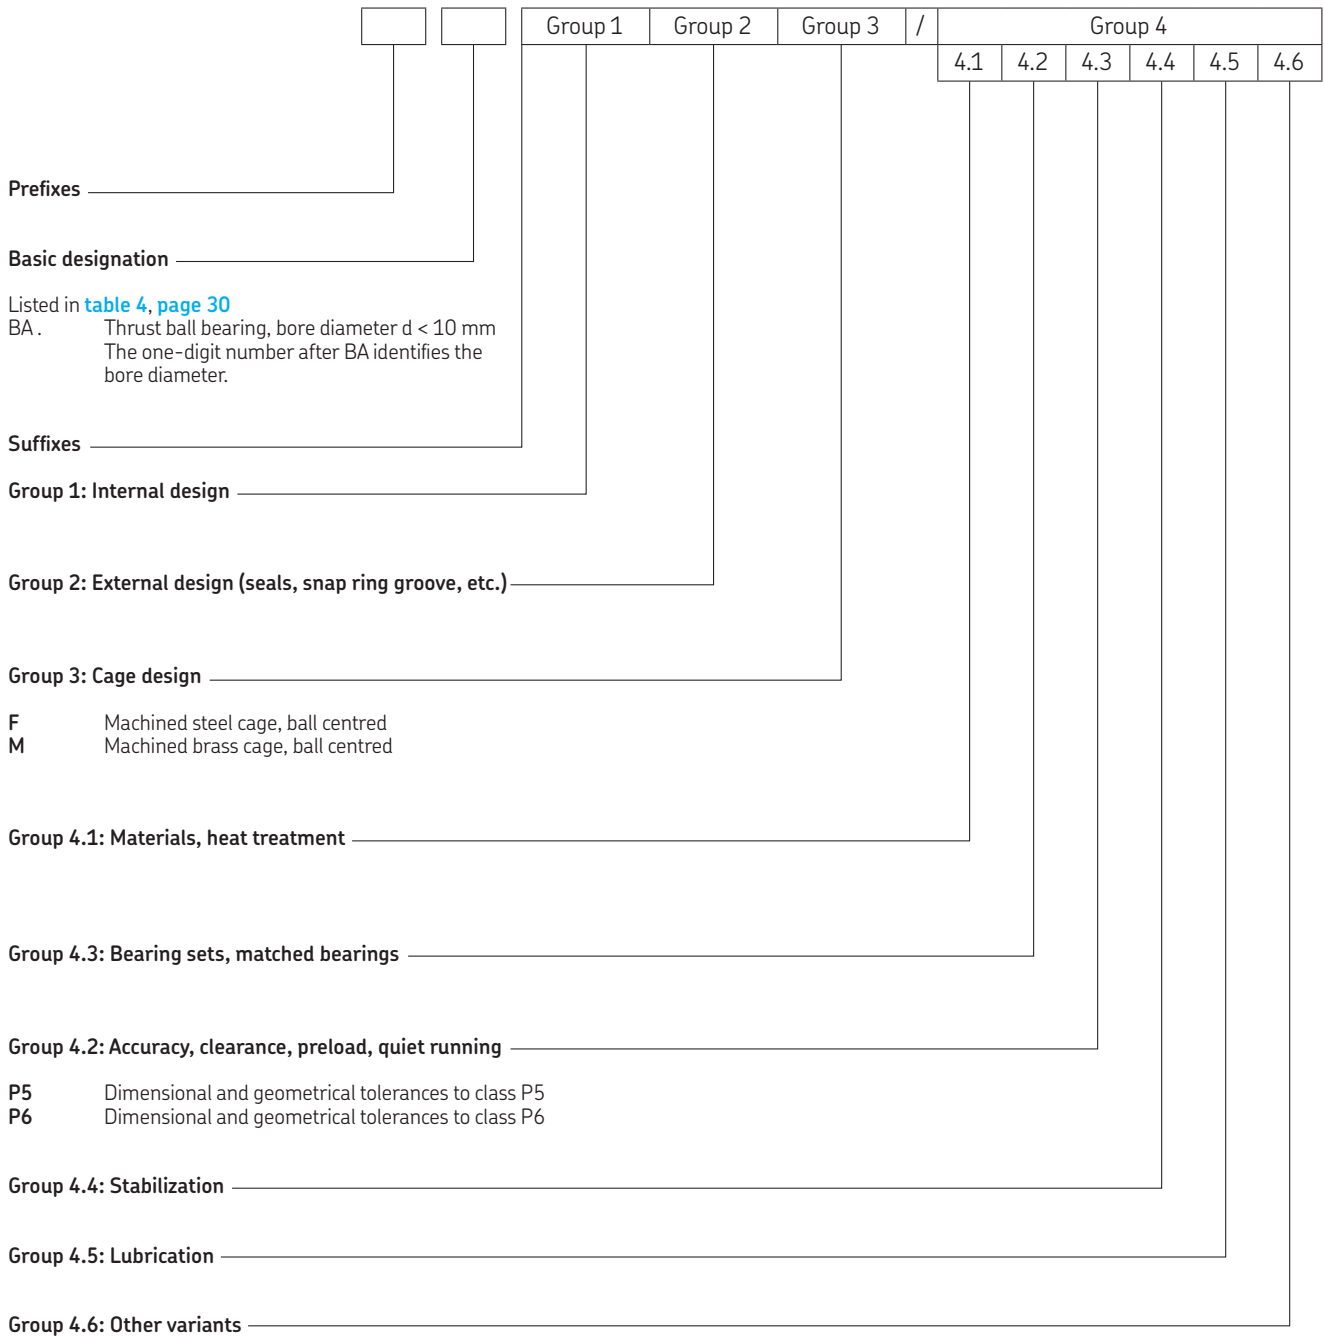 Group 1 Group 2 Group 3 / Group 4
4.1 4.2 4.3 4.4 4.5 4.6
Prefixes
Basic designation
Listed in table 4, page 30
BA . Thrust ball bearing, bore diameter d < 10 mm
The one-digit number after BA identifies the
bore diameter.
Suffixes
Group 1: Internal design
Group 2: External design (seals, snap ring groove, etc.)
Group 3: Cage design
F Machined steel cage, ball centred
M Machined brass cage, ball centred
Group 4.1: Materials, heat treatment
Group 4.3: Bearing sets, matched bearings
Group 4.2: Accuracy, clearance, preload, quiet running
P5 Dimensional and geometrical tolerances to class P5
P6 Dimensional and geometrical tolerances to class P6
Group 4.4: Stabilization
Group 4.5: Lubrication
Group 4.6: Other variants